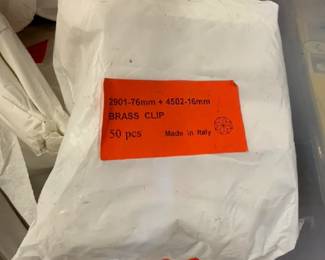 2901-76mm + 4502-16mm
BRASS CLIP
50 pcs Made in Italy